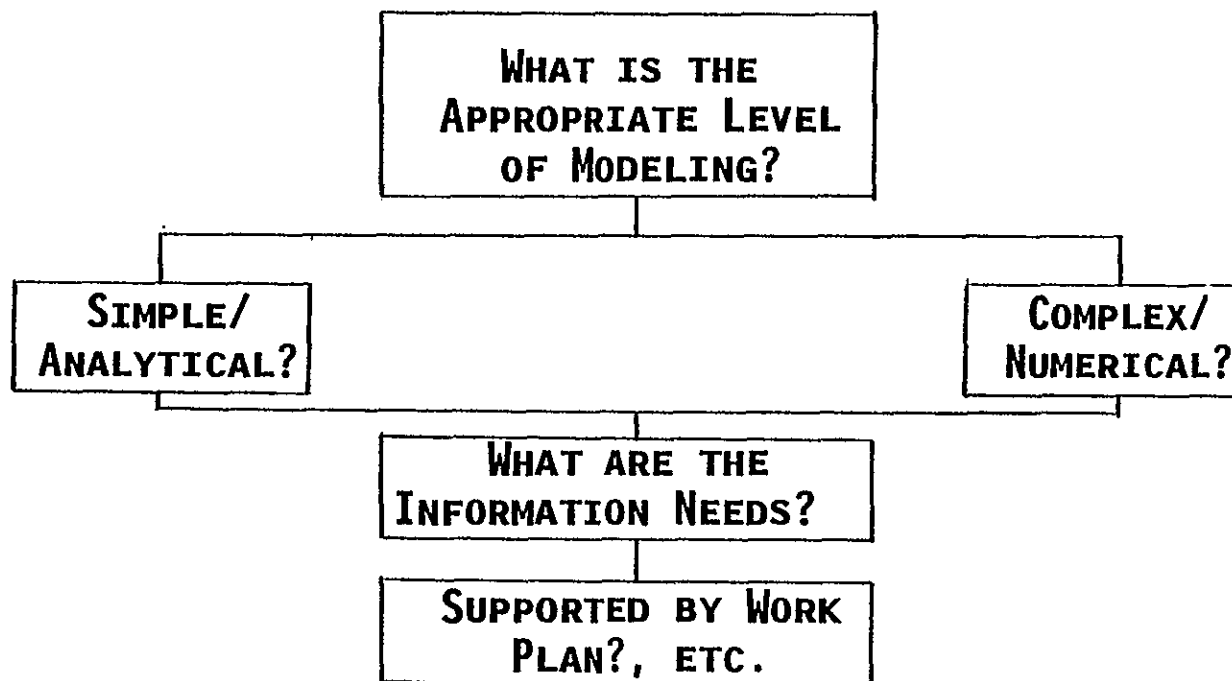 WHAT IS THE
APPROPRIATE LEVEL
OF MODELING?
SIMPLE/
ANALYTICAL?
COMPLEX/
NUMERICAL?
WHAT ARE THE
INFORMATION NEEDS?
SUPPORTED BY WORK
PLAN?, ETC.